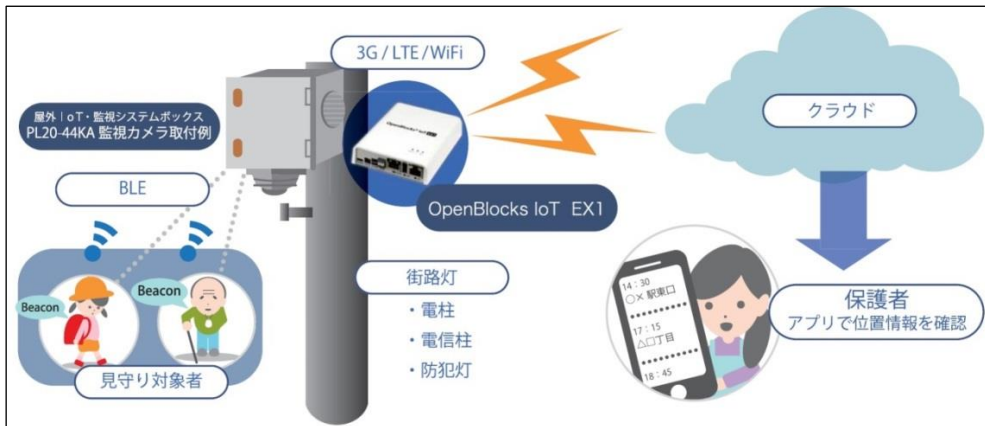 3G / LTE / WiFi
屋外 | oT・監視システムボックス
PL20-44KA 監視カメラ取付例
BLE
Beacon
Beacon
見守り対象者
OpenBlocks IoT
OpenBlocks IoT EX1
街路灯
・電柱
・電信柱
・防犯灯
クラウド
14：30
○× 駅東口
17：15
△□丁目
18：45
保護者
アプリで位置情報を確認